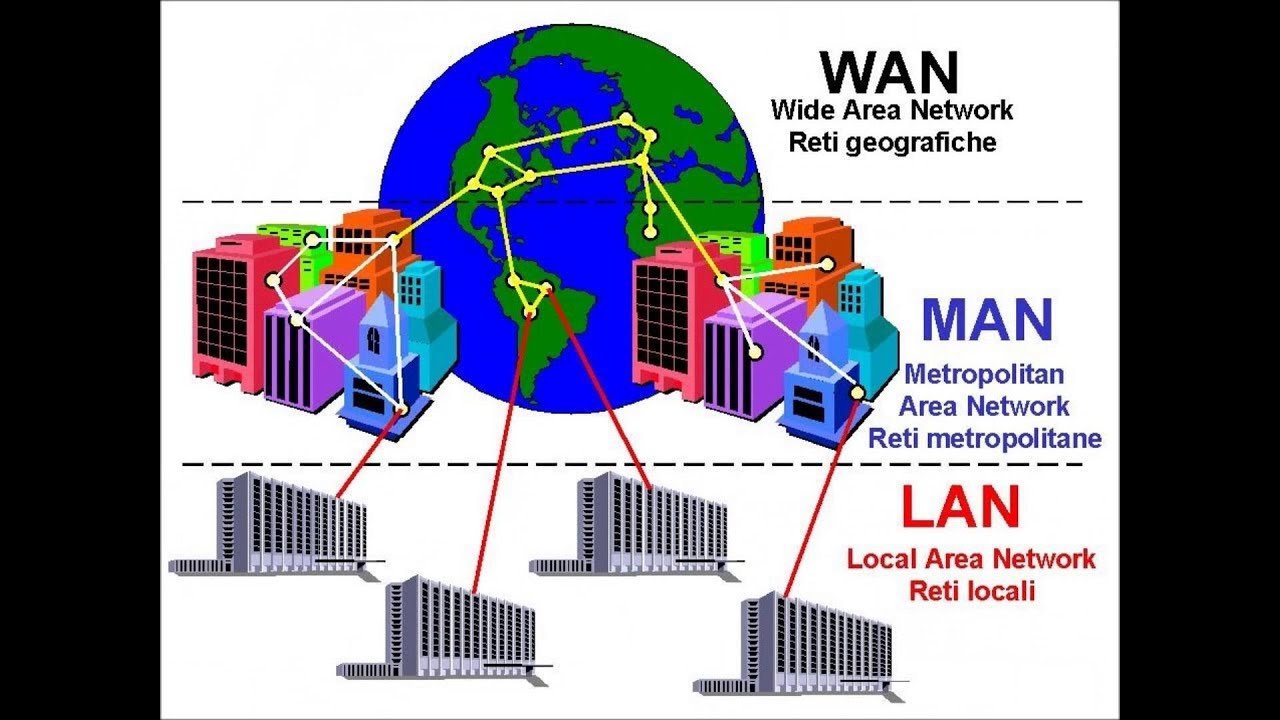 WAN
Wide Area Network
Reti geografiche
MAN
Metropolitan
Area Network
Reti metropolitane
LAN
Local Area Network
Reti locali